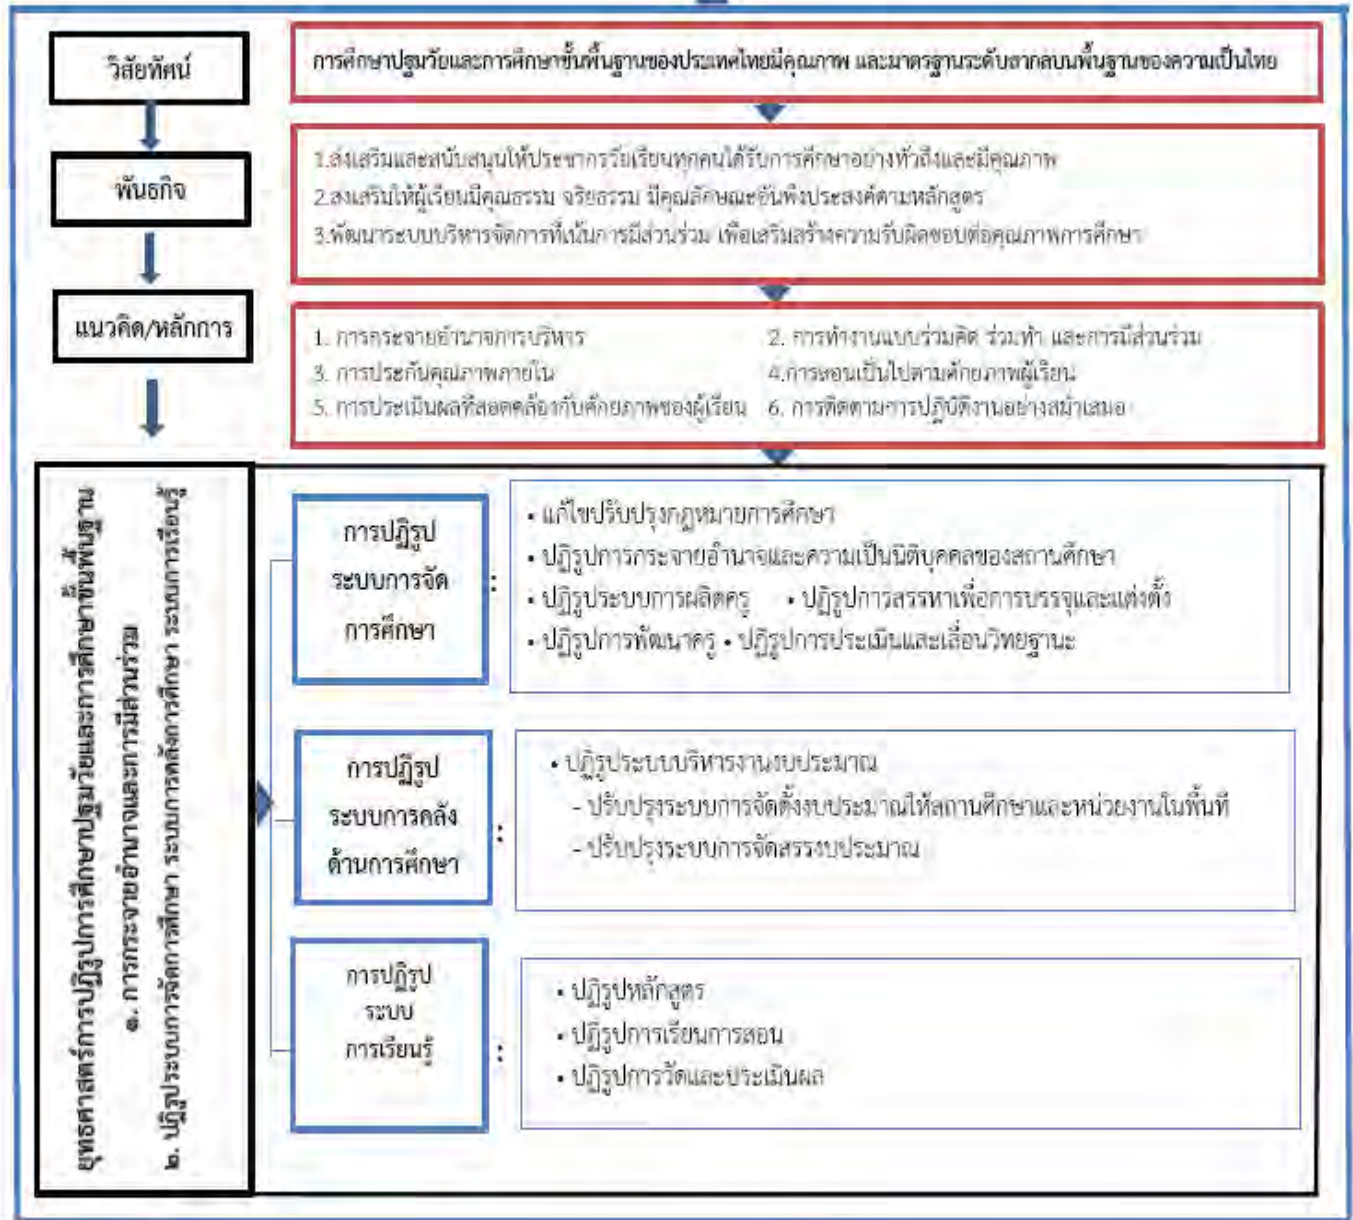 วิสัยทัศน์
การศึกษาปฐมวัยและการศึกษาขั้นพื้นฐานของประเทศไทยมีคุณภาพ และมาตรฐานระดับสากลบนพื้นฐานของความเป็นไทย
พันธกิจ
1.ส่งเสริมและสนับสนุนให้ประชากรวัยเรียนทุกคนได้รับการศึกษาอย่างทั่วถึงและมีคุณภาพ
2.ส่งเสริมให้ผู้เรียนมีคุณธรรม จริยธรรม มีคุณลักษณะอันพึงประสงค์ตามหลักสูตร
3.พัฒนาระบบบริหารจัดการที่เน้นการมีส่วนร่วม เพื่อเสริมสร้างความรับผิดชอบต่อคุณภาพการศึกษา
แนวคิด/หลักการ
1. การกระจายอำนาจการบริหาร 2. การทำงานแบบร่วมคิด ร่วมทำ และการมีส่วนร่วม
3. การประกันคุณภาพภายใน 4.การสอนเป็นไปตามศักยภาพผู้เรียน
5. การประเมินผลที่สอดคล้องกับศักยภาพของผู้เรียน 6. การติดตามการปฏิบัติงานอย่างสม่ำเสมอ
ยุทธศาสตร์การปฏิรูปการศึกษาปฐมวัยและการศึกษาขั้นพื้นฐาน
๑. การกระจายอำนาจและการมีส่วนร่วม
๒. ปฏิรูประบบการจัดการศึกษา ระบบการคลังการศึกษา ระบบการเรียนรู้
การปฏิรูป
ระบบการจัด
การศึกษา
:
• แก้ไขปรับปรุงกฎหมายการศึกษา
• ปฏิรูปการกระจายอำนาจและความเป็นนิติบุคคลของสถานศึกษา
• ปฏิรูประบบการผลิตครู • ปฏิรูปการสรรหาเพื่อการบรรจุและแต่งตั้ง
• ปฏิรูปการพัฒนาครู • ปฏิรูปการประเมินและเลื่อนวิทยฐานะ
การปฏิรูป
ระบบการคลัง
ด้านการศึกษา
:
• ปฏิรูประบบบริหารงานงบประมาณ
- ปรับปรุงระบบการจัดตั้งงบประมาณให้สถานศึกษาและหน่วยงานในพื้นที่
- ปรับปรุงระบบการจัดสรรงบประมาณ
การปฏิรูป
ระบบ
การเรียนรู้
:
• ปฏิรูปหลักสูตร
• ปฏิรูปการเรียนการสอน
• ปฏิรูปการวัดและประเมินผล